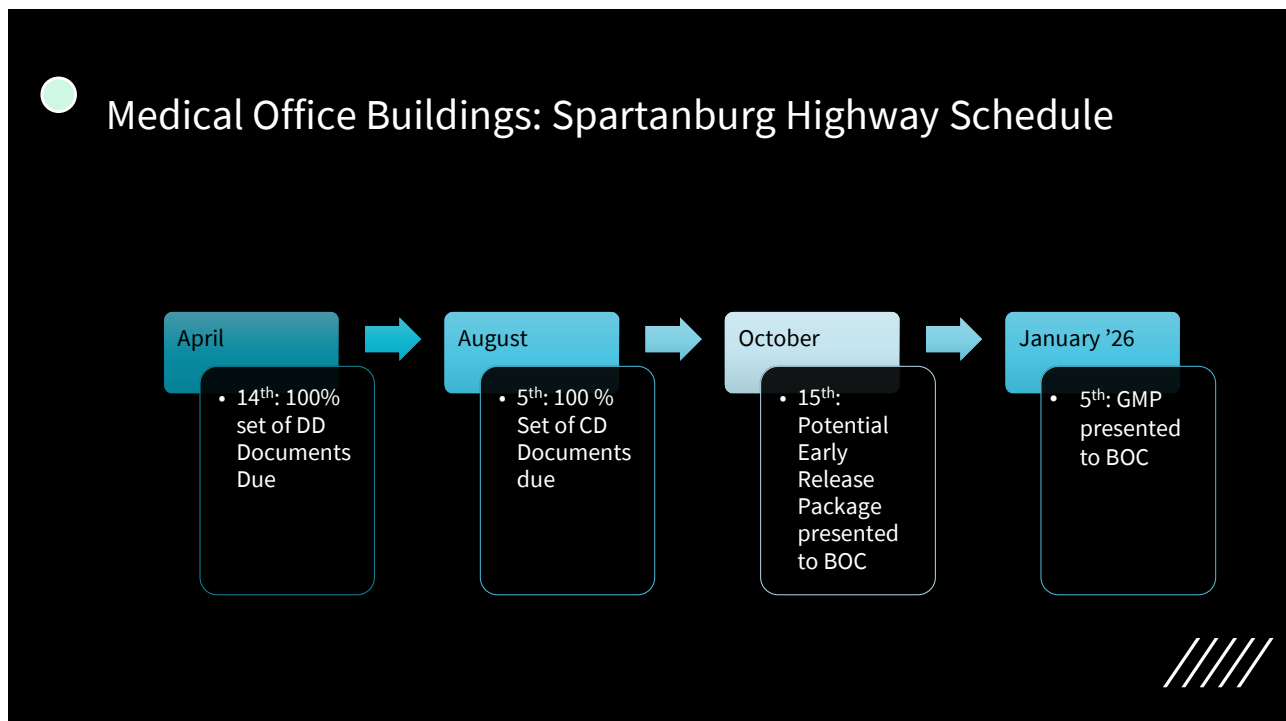 Medical Office Buildings: Spartanburg Highway Schedule
April
• 14th: 100%
set of DD
Documents
Due
August
• 5th: 100 %
Set of CD
Documents
due
October
• 15th:
Potential
Early
Release
Package
presented
to BOC
January ’26
• 5th: GMP
presented
to BOC